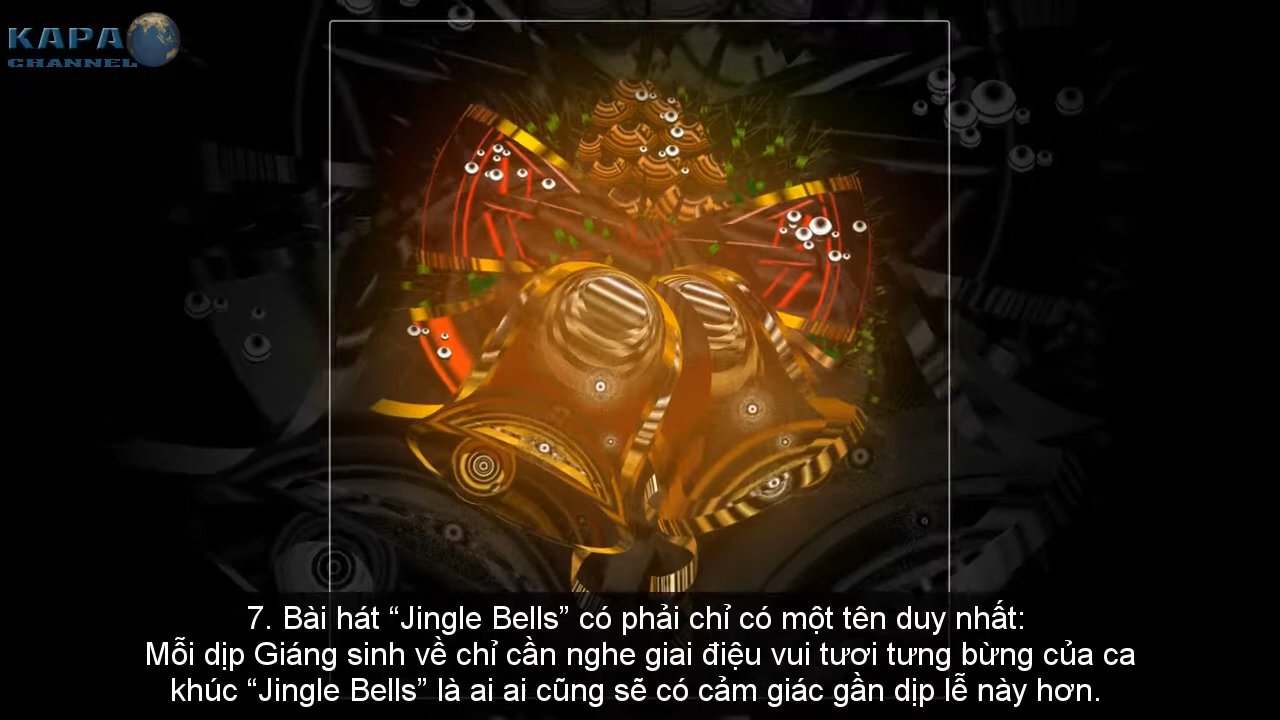 KAPA
CHANNEL
7. Bài hát “Jingle Bells” có phải chỉ có một tên duy nhất:
Mỗi dịp Giáng sinh về chỉ cần nghe giai điệu vui tươi tưng bừng của ca
khúc “Jingle Bells” là ai ai cũng sẽ có cảm giác gần dịp lễ này hơn.